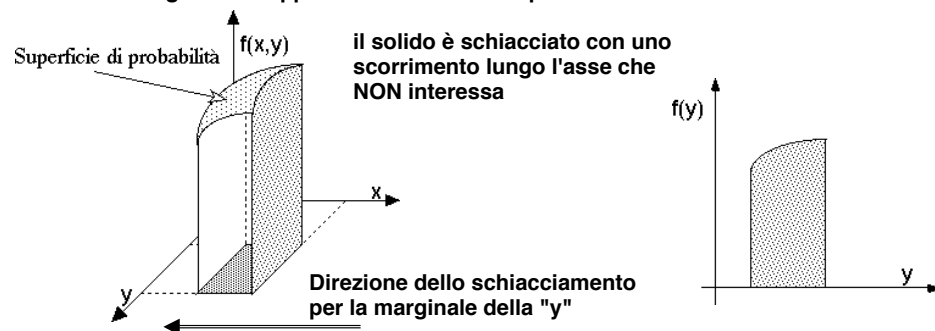 f(x,y)
Superficie di probabilità
il solido è schiacciato con uno
scorrimento lungo l'asse che
NON interessa
f(y)
x
y
y
Direzione dello schiacciamento
per la marginale della "y"